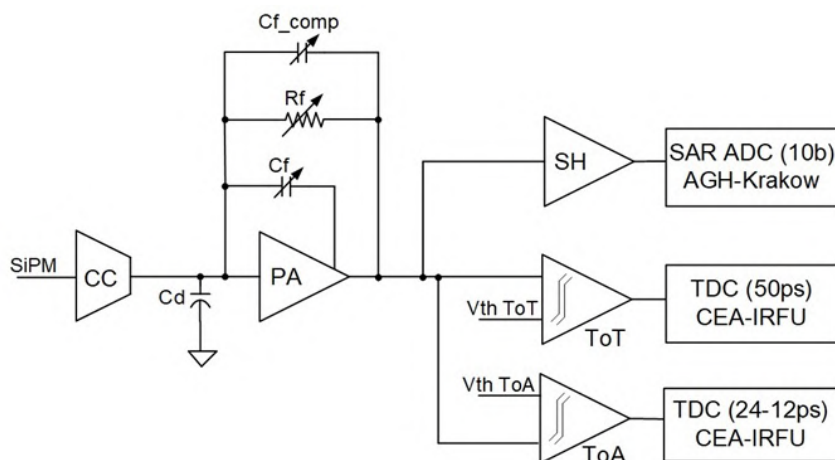 Cf_comp
Rf
Cf
SiPM
CC
Cd
PA
SH
SAR ADC (10b)
AGH-Krakow
Vth ToT
ToT
TDC (50ps)
CEA-IRFU
Vth ToA
ToA
TDC (24-12ps)
CEA-IRFU